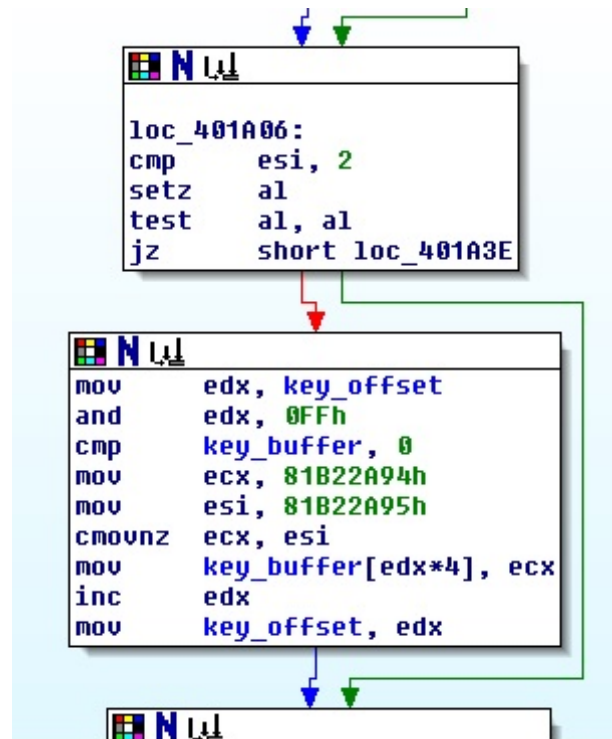 N
loc_401A06:
cmp esi, 2
setz al
test al, al
jz short loc_401A3E
N
mov edx, key_offset
and edx, 0FFh
cmp key_buffer, 0
mov ecx, 81B22A94h
mov esi, 81B22A95h
cmovnz ecx, esi
mov key_buffer[edx*4], ecx
inc edx
mov key_offset, edx
N